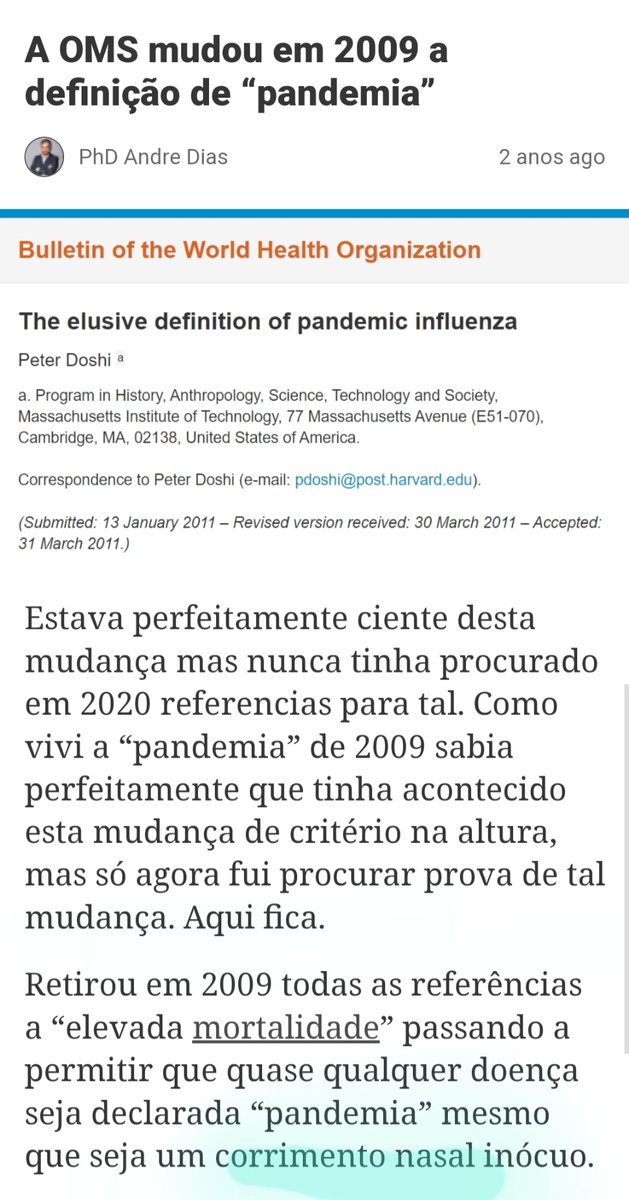 A OMS mudou em 2009 a
definição de “pandemia”
PhD Andre Dias
2 anos ago
Bulletin of the World Health Organization
The elusive definition of pandemic influenza
Peter Doshi a
a. Program in History, Anthropology, Science, Technology and Society,
Massachusetts Institute of Technology, 77 Massachusetts Avenue (E51-070),
Cambridge, MA, 02138, United States of America.
Correspondence to Peter Doshi (e-mail: pdoshi@post.harvard.edu).
(Submitted: 13 January 2011 – Revised version received: 30 March 2011 – Accepted:
31 March 2011.)
Estava perfeitamente ciente desta
mudança mas nunca tinha procurado
em 2020 referencias para tal. Como
vivi a “pandemia” de 2009 sabia
perfeitamente que tinha acontecido
esta mudança de critério na altura,
mas só agora fui procurar prova de tal
mudança. Aqui fica.
Retirou em 2009 todas as referências
a “elevada mortalidade” passando a
permitir que quase qualquer doença
seja declarada “pandemia” mesmo
que seja um corrimento nasal inócuo.